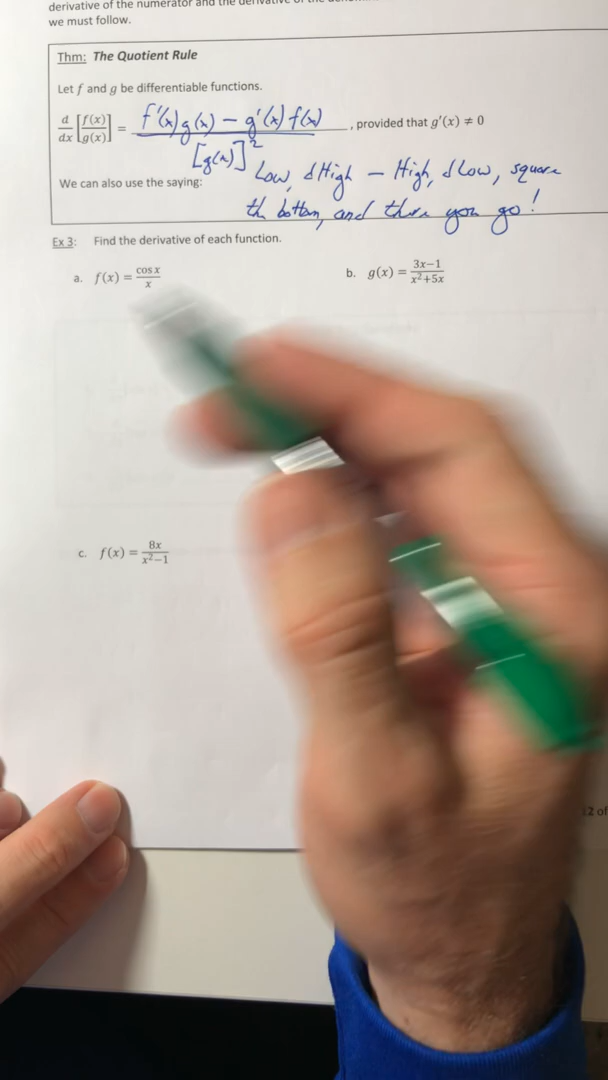 derivative of the numerator and the derivative of the
we must follow.
Thm: The Quotient Rule
Let f and g be differentiable functions.
d/dx [f(x)/g(x)] = f'(x)g(x) - g'(x)f(x) / [g(x)]² , provided that g'(x) ≠ 0
Low, dHigh - High, dLow, square
We can also use the saying:
the bottom, and there you go!
Ex 3: Find the derivative of each function.
a. f(x) = cos x / x
b. g(x) = 3x−1 / x²+5x
c. f(x) = 8x / x²−1
12 of